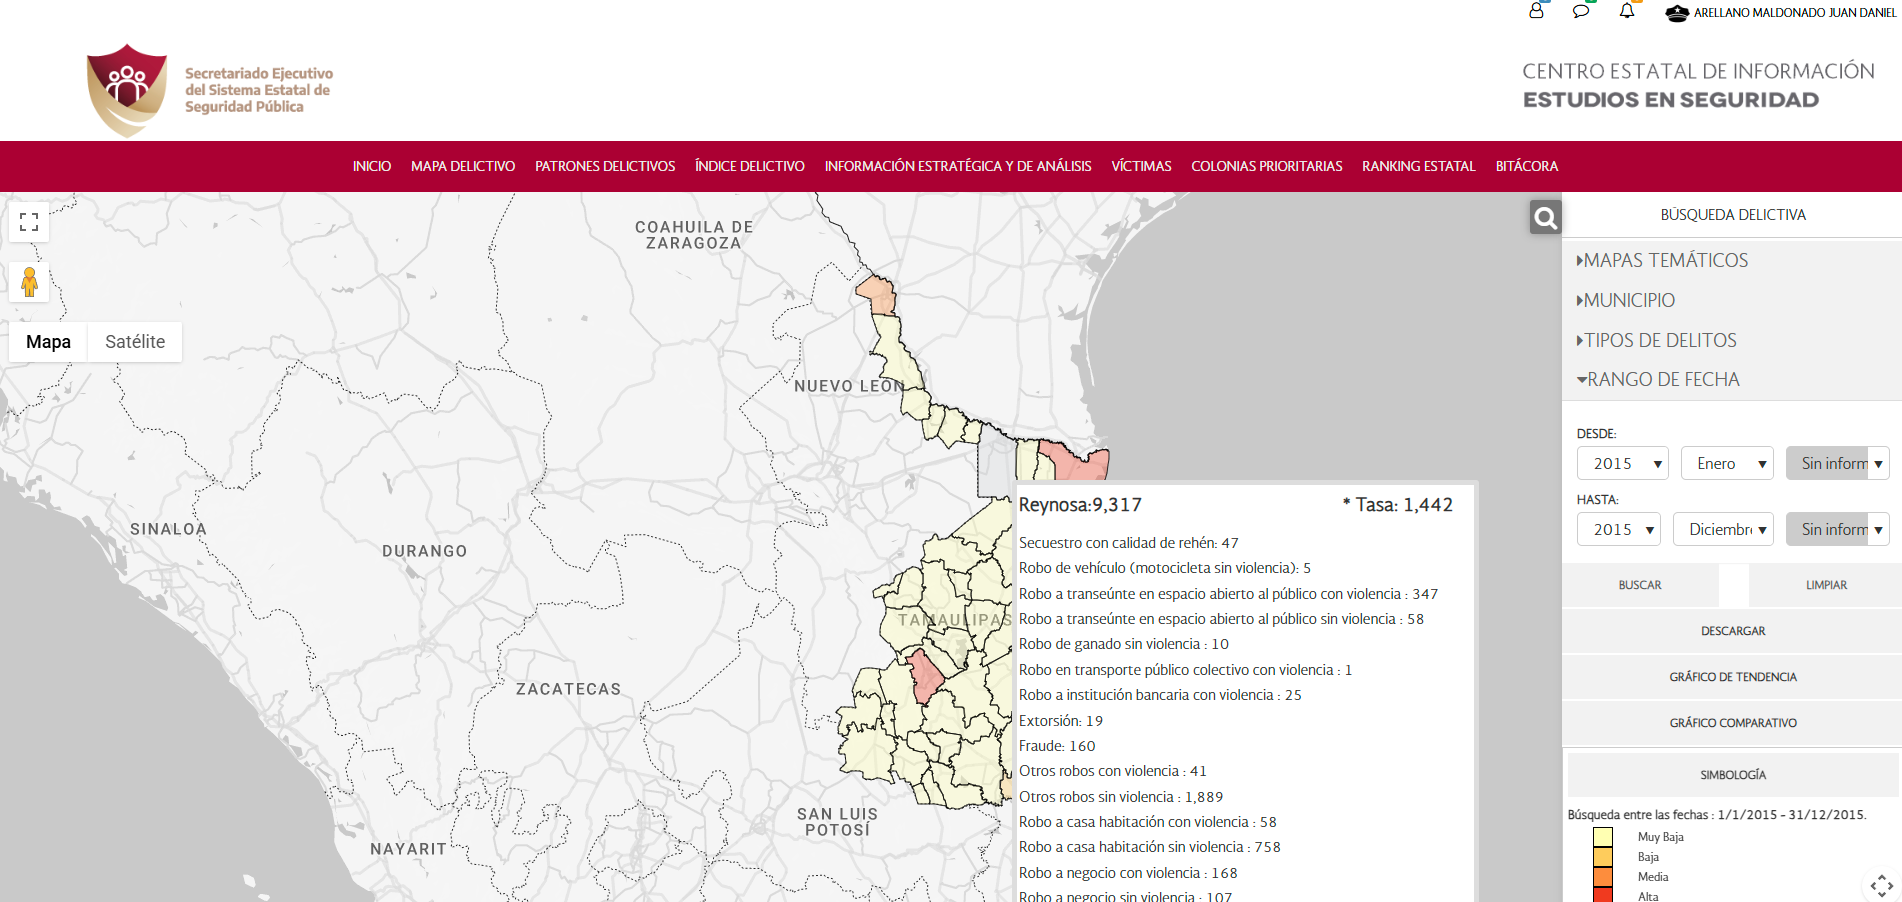 ARELLANO MALDONADO JUAN DANIEL
Secretariado Ejecutivo
del Sistema Estatal de
Seguridad Pública
CENTRO ESTATAL DE INFORMACIÓN
ESTUDIOS EN SEGURIDAD
INICIO MAPA DELICTIVO PATRONES DELICTIVOS ÍNDICE DELICTIVO INFORMACIÓN ESTRATÉGICA Y DE ANÁLISIS VÍCTIMAS COLONIAS PRIORITARIAS RANKING ESTATAL BITÁCORA
Mapa Satélite
COAHUILA DE
ZARAGOZA
NUEVO LEÓN
SINALOA
DURANGO
TAMAULIPAS
ZACATECAS
SAN LUIS
POTOSÍ
NAYARIT
Reynosa:9,317 * Tasa: 1,442
Secuestro con calidad de rehén: 47
Robo de vehículo (motocicleta sin violencia): 5
Robo a transeúnte en espacio abierto al público con violencia : 347
Robo a transeúnte en espacio abierto al público sin violencia : 58
Robo de ganado sin violencia : 10
Robo en transporte público colectivo con violencia : 1
Robo a institución bancaria con violencia : 25
Extorsión: 19
Fraude: 160
Otros robos con violencia : 41
Otros robos sin violencia : 1,889
Robo a casa habitación con violencia : 58
Robo a casa habitación sin violencia : 758
Robo a negocio con violencia : 168
Robo a negocio sin violencia : 107
BÚSQUEDA DELICTIVA
MAPAS TEMÁTICOS
MUNICIPIO
TIPOS DE DELITOS
RANGO DE FECHA
DESDE:
2015 Enero Sin inform
HASTA:
2015 Diciembr Sin inform
BUSCAR LIMPIAR
DESCARGAR
GRÁFICO DE TENDENCIA
GRÁFICO COMPARATIVO
SIMBOLOGÍA
Búsqueda entre las fechas : 1/1/2015 - 31/12/2015.
Muy Baja
Baja
Media
Alta